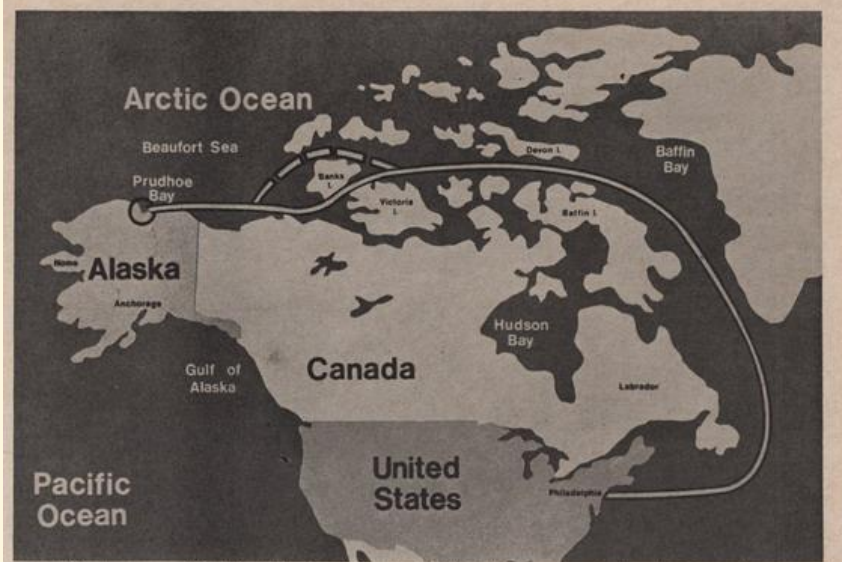 Arctic Ocean
Beaufort Sea
Devon I.
Baffin
Bay
Banks
I.
Prudhoe
Bay
Victoria
I.
Baffin I.
Nome
Alaska
Anchorage
Hudson
Bay
Gulf of
Alaska
Canada
Labrador
United
States
Philadelphia
Pacific
Ocean